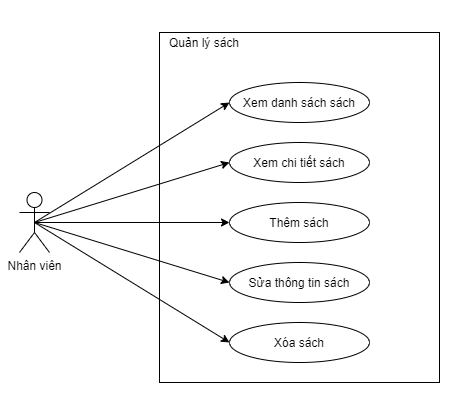 Quản lý sách
Xem danh sách sách
Xem chi tiết sách
Thêm sách
Nhân viên
Sửa thông tin sách
Xóa sách